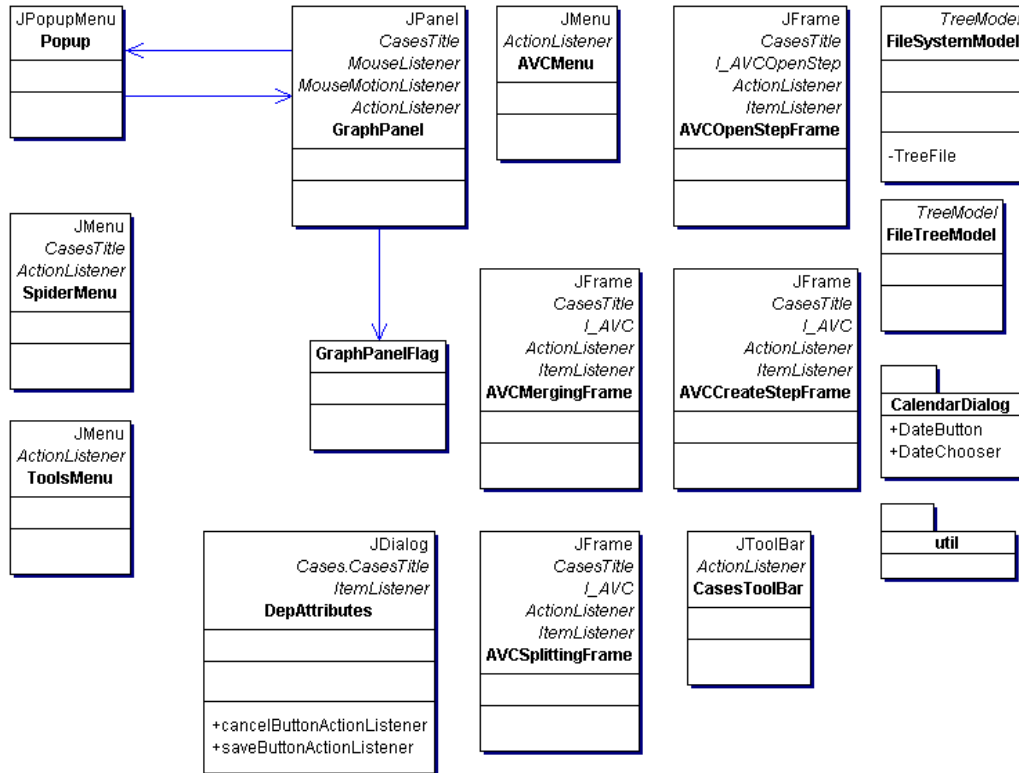 JPopupMenu
Popup
JPanel
CasesTitle
MouseListener
MouseMotionListener
ActionListener
GraphPanel
JMenu
ActionListener
AVCMenu
JFrame
CasesTitle
I_AVCOpenStep
ActionListener
ItemListener
AVCOpenStepFrame
TreeModel
FileSystemModel
-TreeFile
JMenu
CasesTitle
ActionListener
SpiderMenu
TreeModel
FileTreeModel
GraphPanelFlag
JFrame
CasesTitle
I_AVC
ActionListener
ItemListener
AVCMergingFrame
JFrame
CasesTitle
I_AVC
ActionListener
ItemListener
AVCCreateStepFrame
CalendarDialog
+DateButton
+DateChooser
JMenu
ActionListener
ToolsMenu
JDialog
Cases.CasesTitle
ItemListener
DepAttributes
+cancelButtonActionListener
+saveButtonActionListener
JFrame
CasesTitle
I_AVC
ActionListener
ItemListener
AVCSplittingFrame
JToolBar
ActionListener
CasesToolBar
util